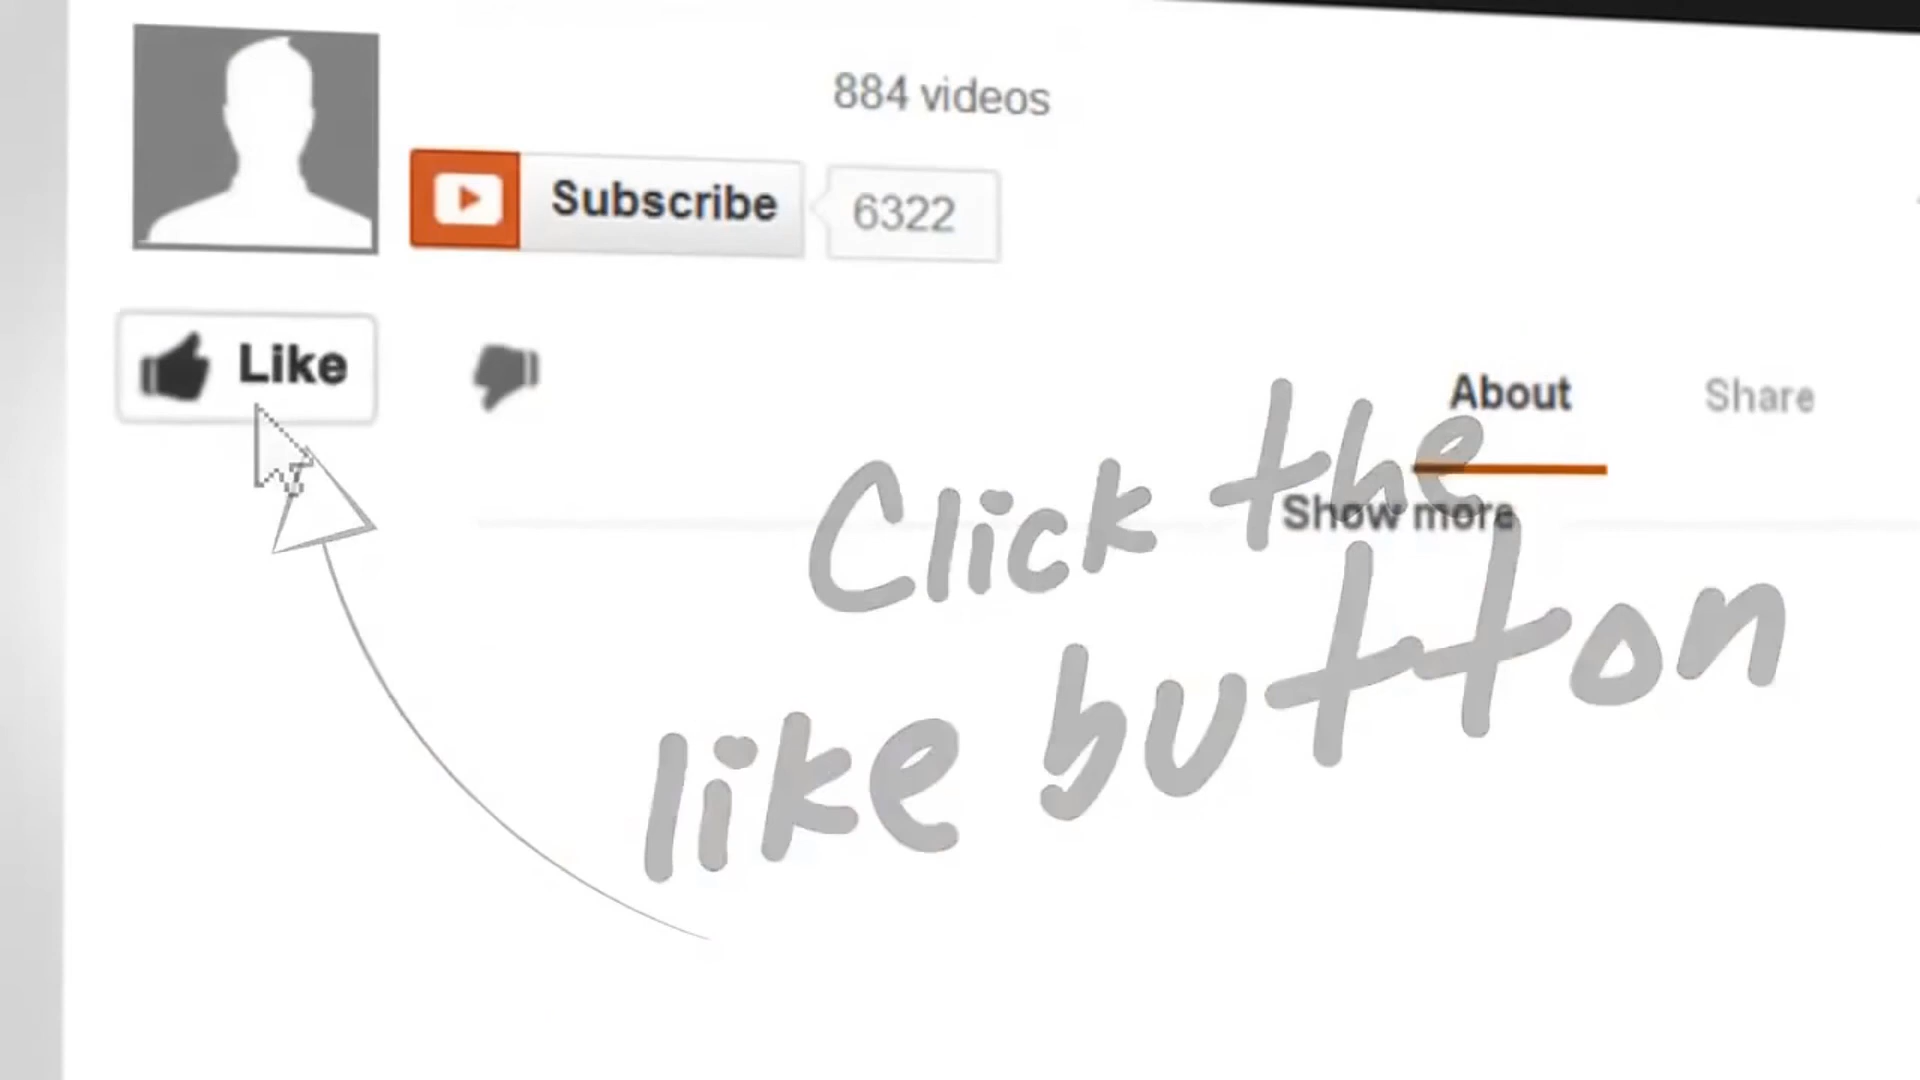 884 videos
Subscribe
6322
Like
About
Share
Show more
Click the
like button